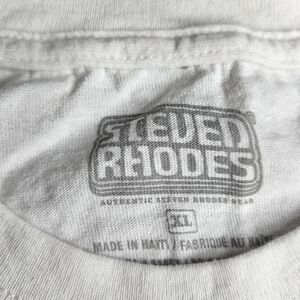 STEVEN
RHODES
AUTHENTIC STEVEN RHODES GEAR
XL
MADE IN HAITI / FABRIQUE AU HAITI